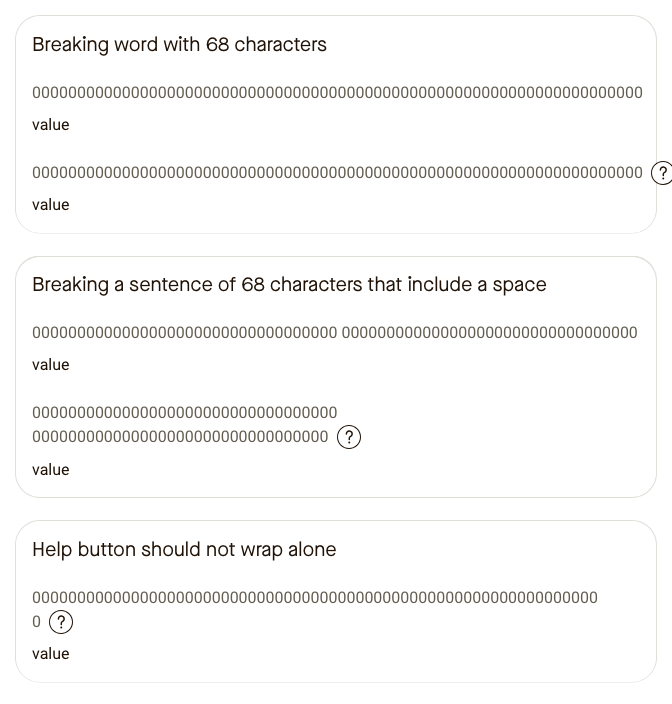 Breaking word with 68 characters
00000000000000000000000000000000000000000000000000000000000000000000
value
00000000000000000000000000000000000000000000000000000000000000000000 ?
value
Breaking a sentence of 68 characters that include a space
0000000000000000000000000000000000 000000000000000000000000000000000
value
0000000000000000000000000000000000
000000000000000000000000000000000 ?
value
Help button should not wrap alone
000000000000000000000000000000000000000000000000000000000000000
0 ?
value